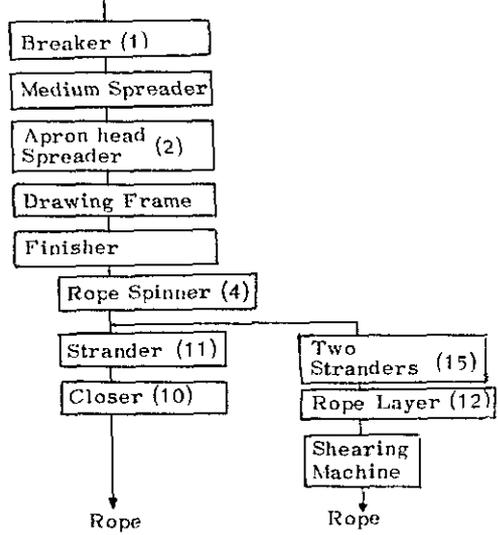 Breaker (1)
Medium Spreader
Apron head
Spreader (2)
Drawing Frame
Finisher
Rope Spinner (4)
Strander (11)
Closer (10)
Rope
Two
Stranders (15)
Rope Layer (12)
Shearing
Machine
Rope